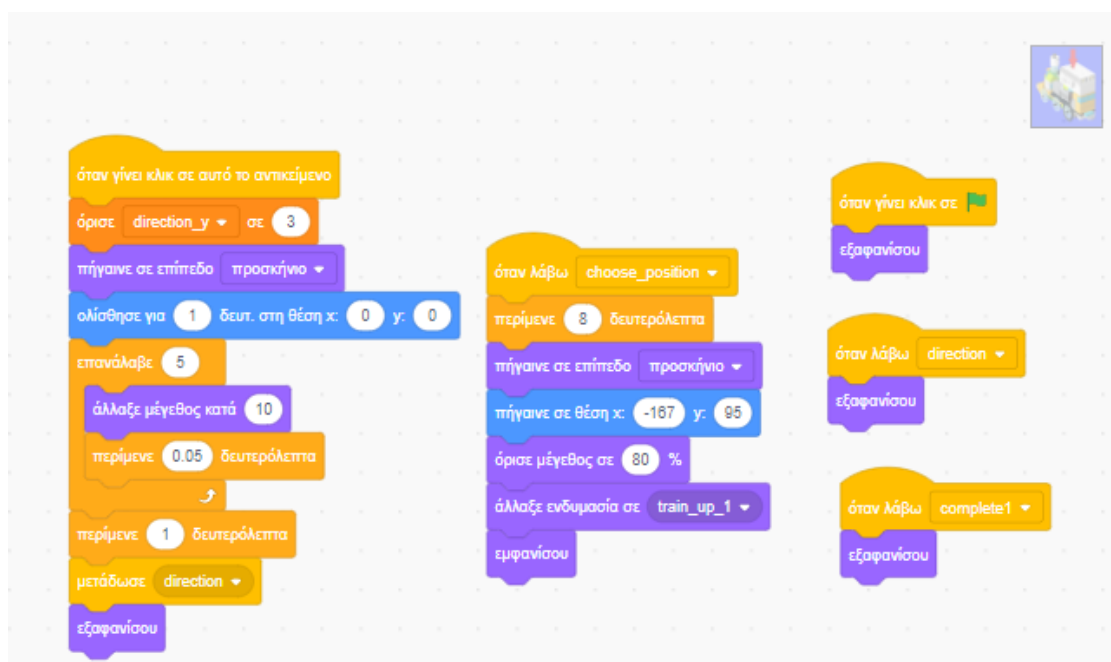 όταν γίνει κλικ σε αυτό το αντικείμενο
όρισε direction_y σε 3
πήγαινε σε επίπεδο προσκήνιο
ολίσθησε για 1 δευτ. στη θέση x: 0 y: 0
επανάλαβε 5
άλλαξε μέγεθος κατά 10
περίμενε 0.05 δευτερόλεπτα
περίμενε 1 δευτερόλεπτα
μετάδωσε direction
εξαφανίσου
όταν λάβω choose_position
περίμενε 8 δευτερόλεπτα
πήγαινε σε επίπεδο προσκήνιο
πήγαινε σε θέση x: -167 y: 95
όρισε μέγεθος σε 80 %
άλλαξε ενδυμασία σε train_up_1
εμφανίσου
όταν γίνει κλικ σε
εξαφανίσου
όταν λάβω direction
εξαφανίσου
όταν λάβω complete1
εξαφανίσου